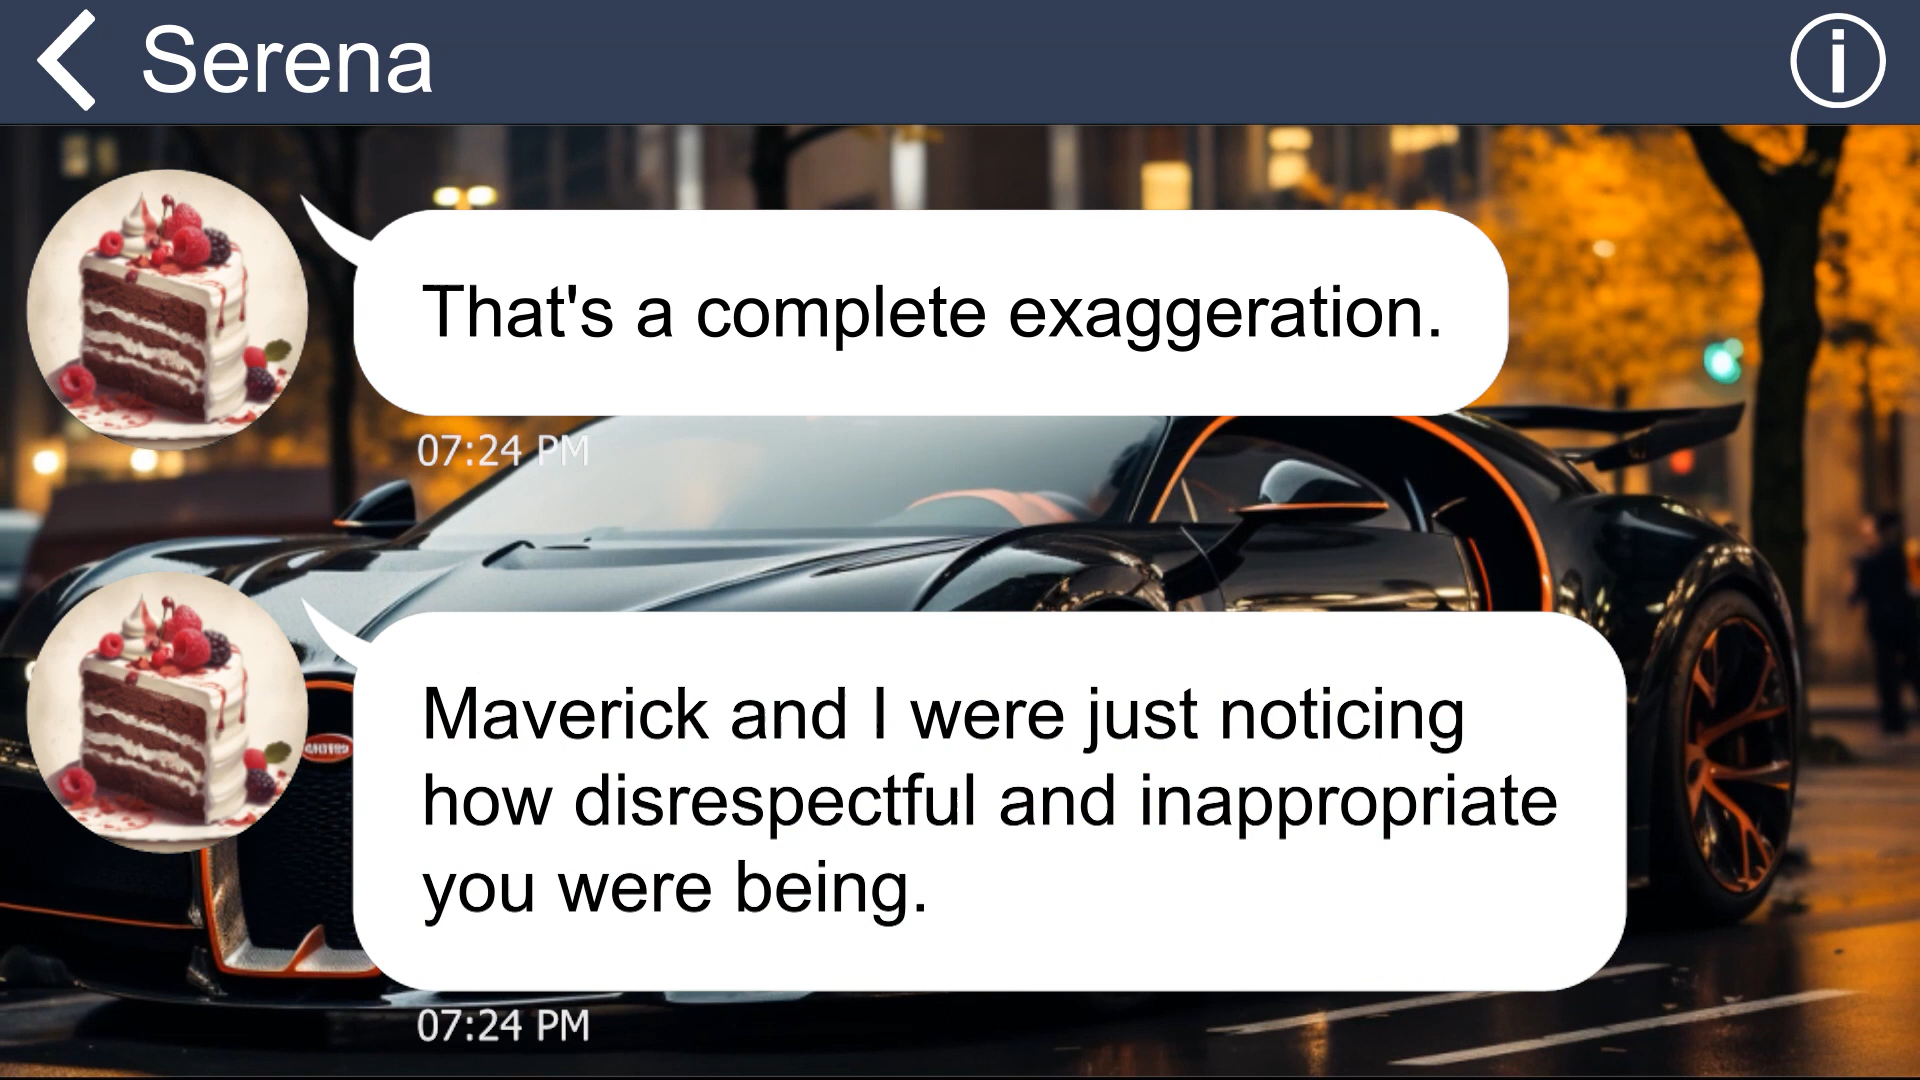 Serena
That's a complete exaggeration.
07:24 PM
Maverick and I were just noticing
how disrespectful and inappropriate
you were being.
07:24 PM